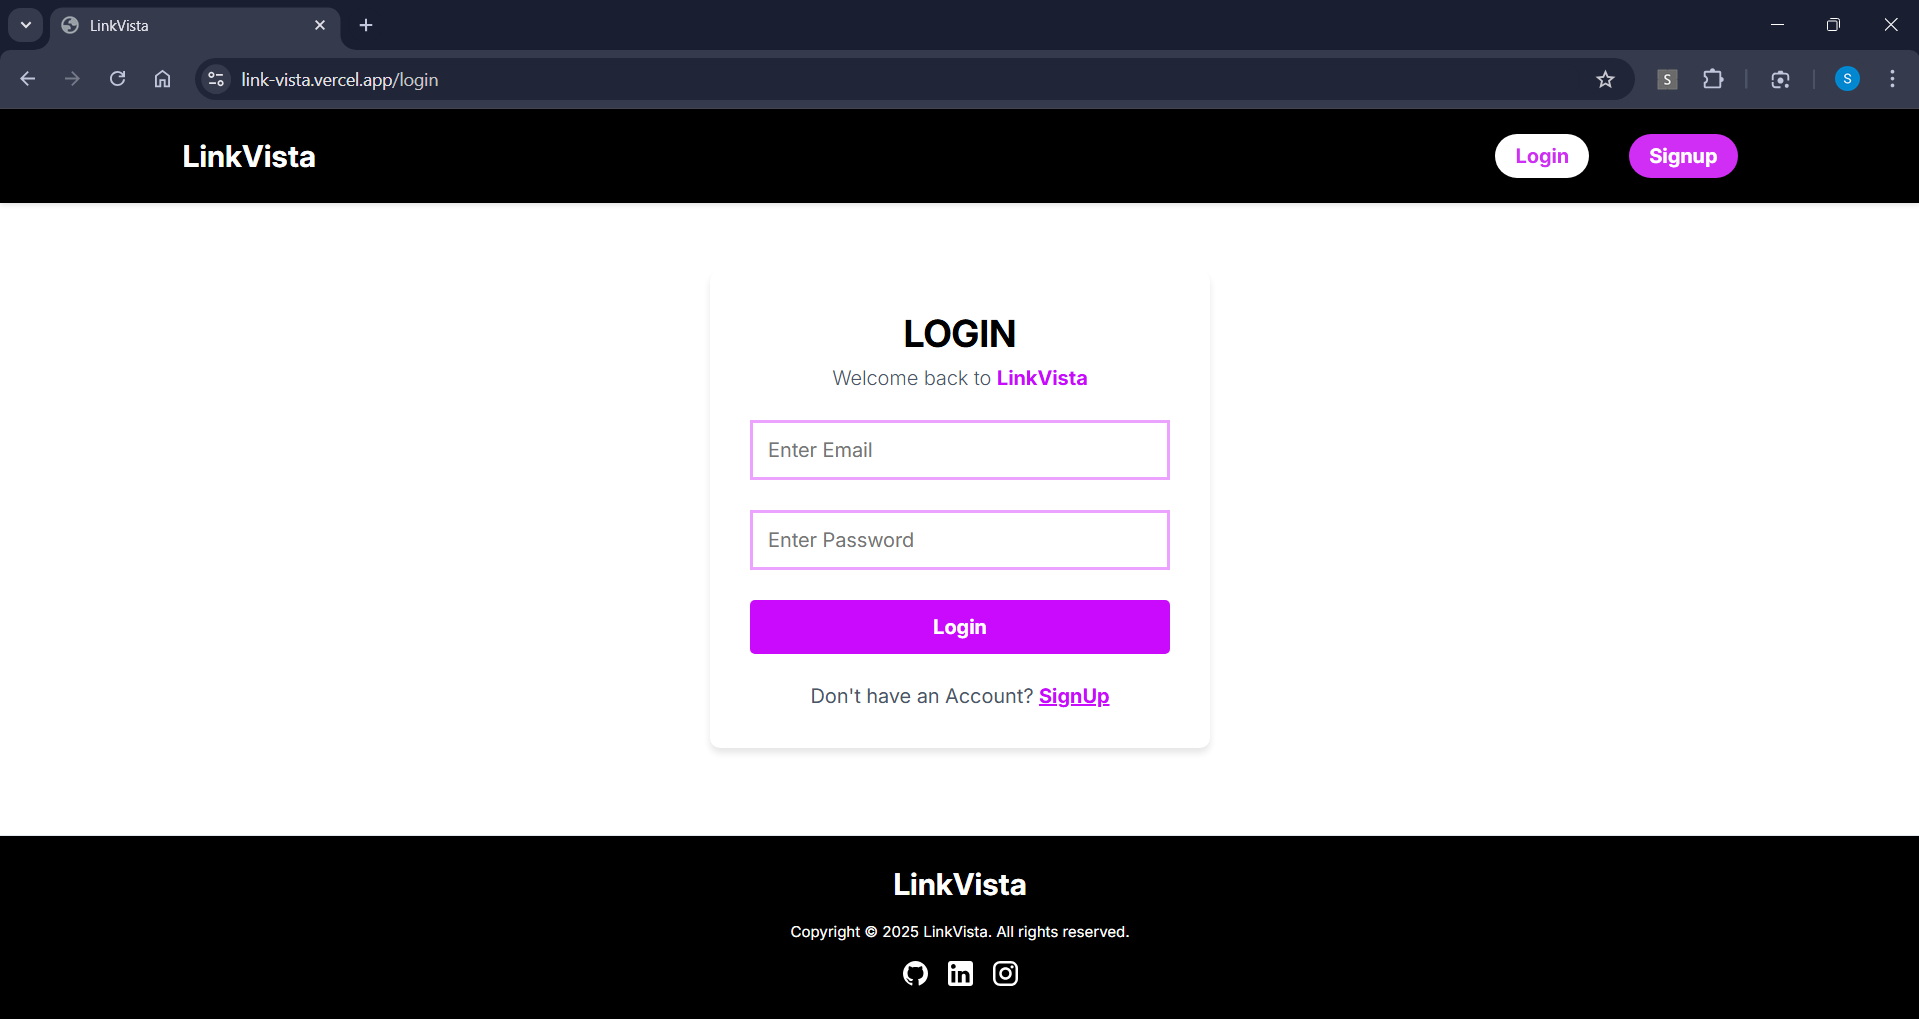 LinkVista
link-vista.vercel.app/login
S
S
LinkVista
Login
Signup
LOGIN
Welcome back to LinkVista
Enter Email
Enter Password
Login
Don't have an Account? SignUp
LinkVista
Copyright © 2025 LinkVista. All rights reserved.
in